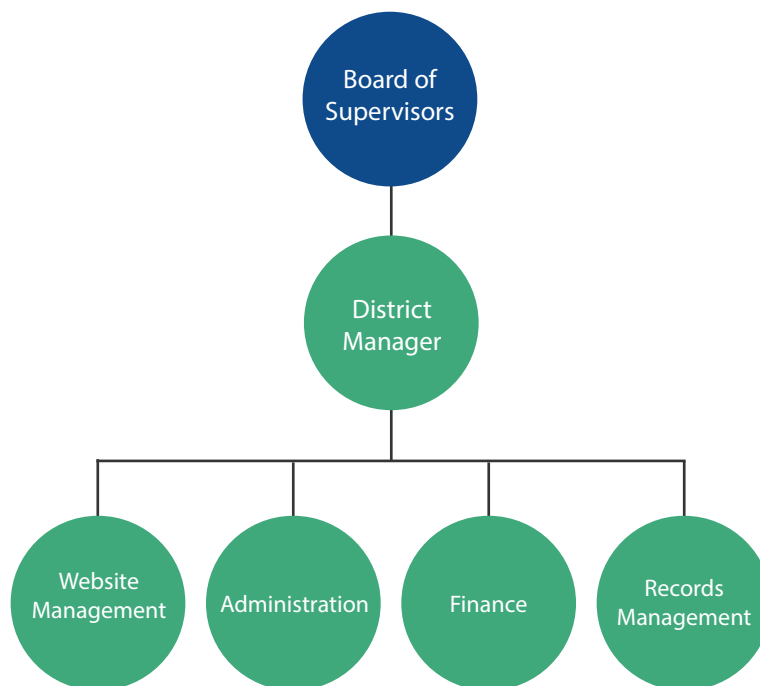 Board of
Supervisors
District
Manager
Website
Management
Administration
Finance
Records
Management